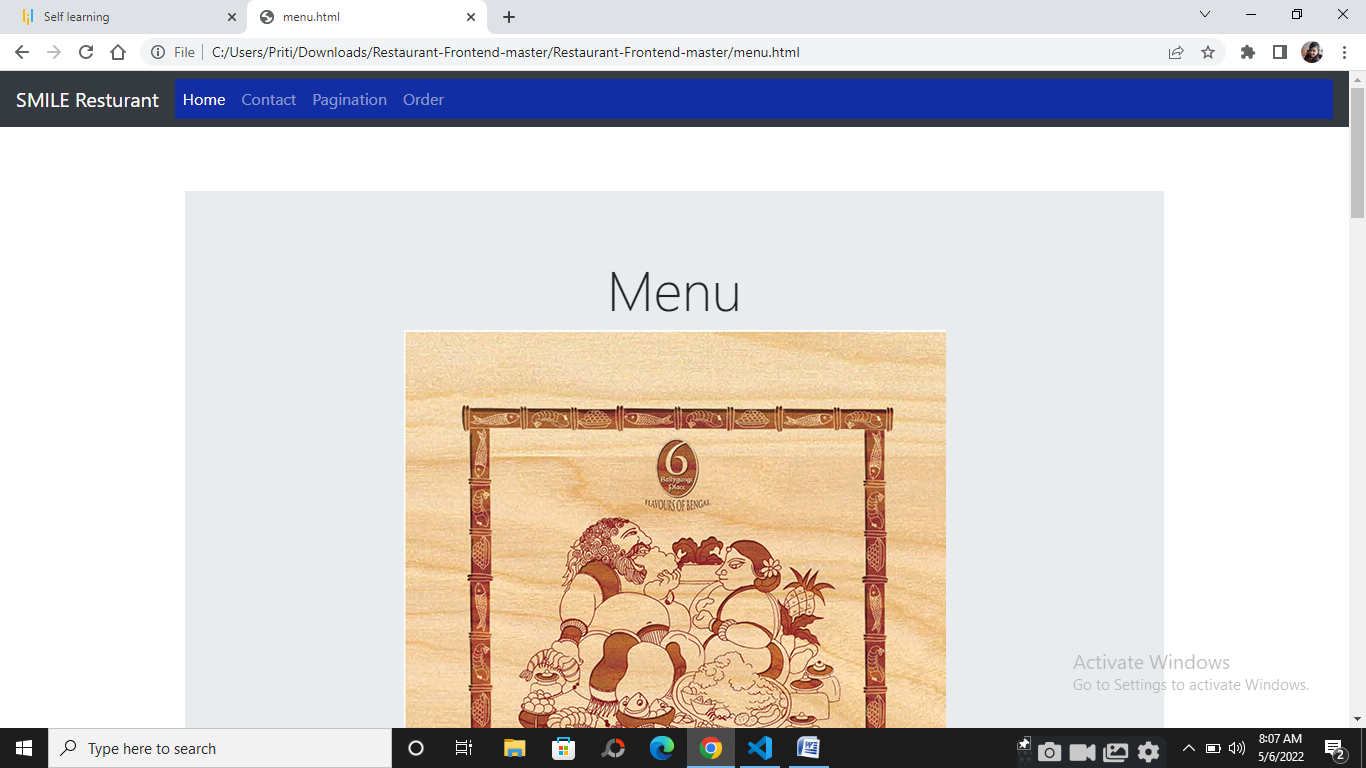 Self learning
menu.html
File
C:/Users/Priti/Downloads/Restaurant-Frontend-master/Restaurant-Frontend-master/menu.html
SMILE Resturant
Home Contact Pagination Order
Menu
6
Ballygunge
Place
FLAVOURS OF BENGAL
Activate Windows
Go to Settings to activate Windows.
Type here to search
8:07 AM
5/6/2022
2